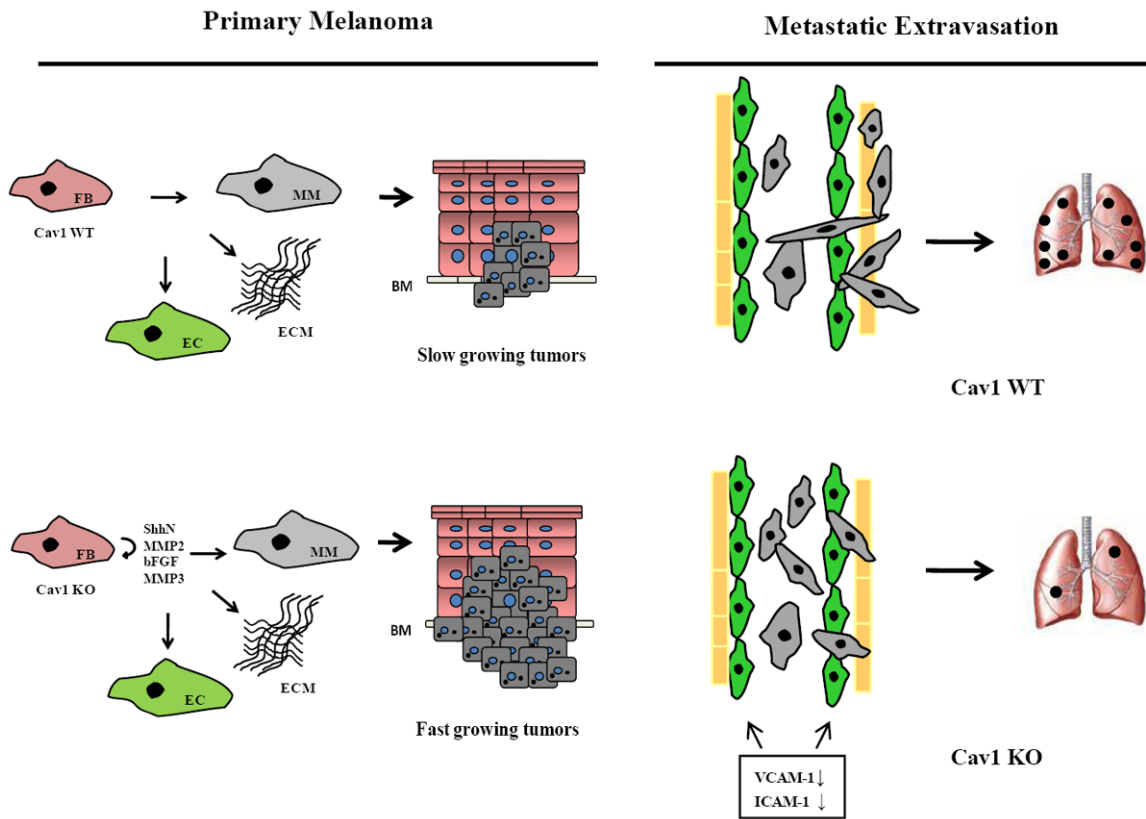 Primary Melanoma
Metastatic Extravasation
FB
Cav1 WT
MM
EC
ECM
BM
Slow growing tumors
Cav1 WT
FB
Cav1 KO
ShhN
MMP2
bFGF
MMP3
MM
EC
ECM
BM
Fast growing tumors
VCAM-1↓
ICAM-1 ↓
Cav1 KO